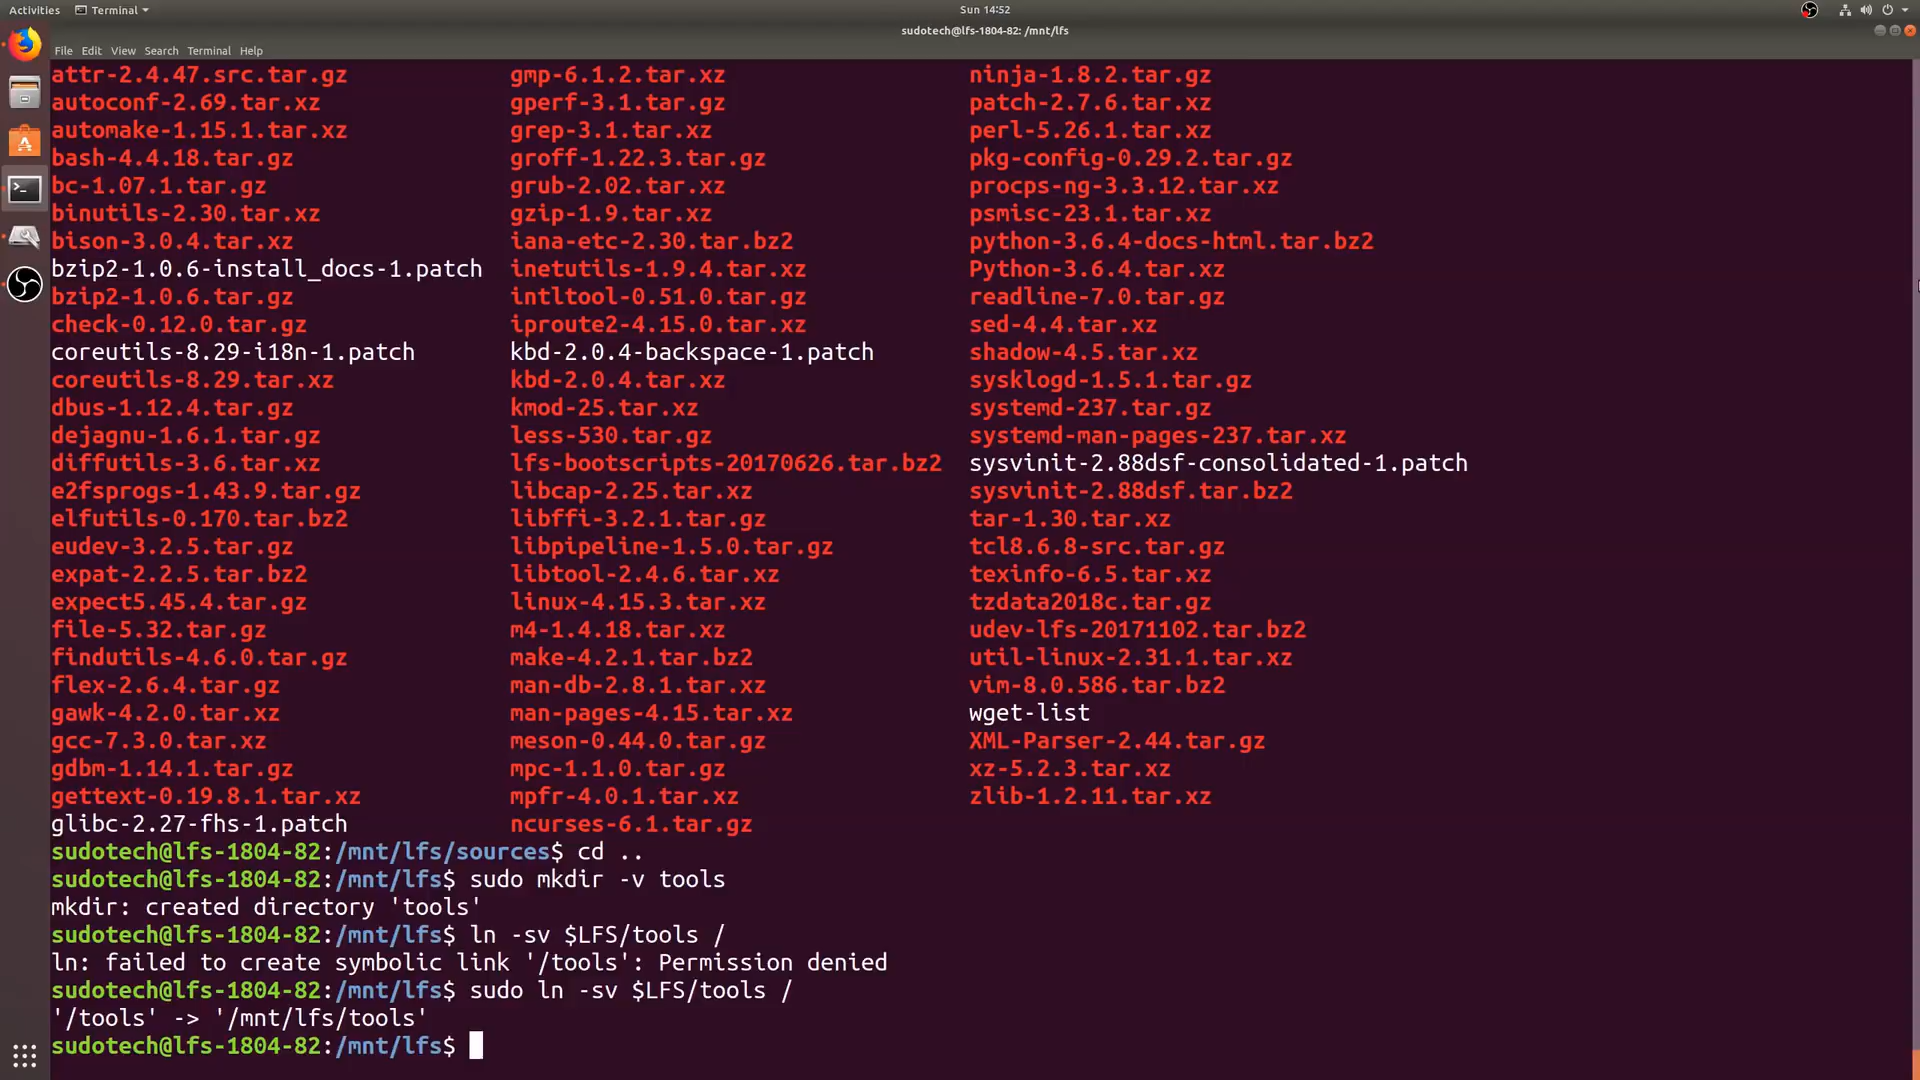 Activities Terminal Sun 14:52
sudotech@lfs-1804-82: /mnt/lfs
File Edit View Search Terminal Help
attr-2.4.47.src.tar.gz gmp-6.1.2.tar.xz ninja-1.8.2.tar.gz
autoconf-2.69.tar.xz gperf-3.1.tar.gz patch-2.7.6.tar.xz
automake-1.15.1.tar.xz grep-3.1.tar.xz perl-5.26.1.tar.xz
bash-4.4.18.tar.gz groff-1.22.3.tar.gz pkg-config-0.29.2.tar.gz
bc-1.07.1.tar.gz grub-2.02.tar.xz procps-ng-3.3.12.tar.xz
binutils-2.30.tar.xz gzip-1.9.tar.xz psmisc-23.1.tar.xz
bison-3.0.4.tar.xz iana-etc-2.30.tar.bz2 python-3.6.4-docs-html.tar.bz2
bzip2-1.0.6-install_docs-1.patch inetutils-1.9.4.tar.xz Python-3.6.4.tar.xz
bzip2-1.0.6.tar.gz intltool-0.51.0.tar.gz readline-7.0.tar.gz
check-0.12.0.tar.gz iproute2-4.15.0.tar.xz sed-4.4.tar.xz
coreutils-8.29-i18n-1.patch kbd-2.0.4-backspace-1.patch shadow-4.5.tar.xz
coreutils-8.29.tar.xz kbd-2.0.4.tar.xz sysklogd-1.5.1.tar.gz
dbus-1.12.4.tar.gz kmod-25.tar.xz systemd-237.tar.gz
dejagnu-1.6.1.tar.gz less-530.tar.gz systemd-man-pages-237.tar.xz
diffutils-3.6.tar.xz lfs-bootscripts-20170626.tar.bz2 sysvinit-2.88dsf-consolidated-1.patch
e2fsprogs-1.43.9.tar.gz libcap-2.25.tar.xz sysvinit-2.88dsf.tar.bz2
elfutils-0.170.tar.bz2 libffi-3.2.1.tar.gz tar-1.30.tar.xz
eudev-3.2.5.tar.gz libpipeline-1.5.0.tar.gz tcl8.6.8-src.tar.gz
expat-2.2.5.tar.bz2 libtool-2.4.6.tar.xz texinfo-6.5.tar.xz
expect5.45.4.tar.gz linux-4.15.3.tar.xz tzdata2018c.tar.gz
file-5.32.tar.gz m4-1.4.18.tar.xz udev-lfs-20171102.tar.bz2
findutils-4.6.0.tar.gz make-4.2.1.tar.bz2 util-linux-2.31.1.tar.xz
flex-2.6.4.tar.gz man-db-2.8.1.tar.xz vim-8.0.586.tar.bz2
gawk-4.2.0.tar.xz man-pages-4.15.tar.xz wget-list
gcc-7.3.0.tar.xz meson-0.44.0.tar.gz XML-Parser-2.44.tar.gz
gdbm-1.14.1.tar.gz mpc-1.1.0.tar.gz xz-5.2.3.tar.xz
gettext-0.19.8.1.tar.xz mpfr-4.0.1.tar.xz zlib-1.2.11.tar.xz
glibc-2.27-fhs-1.patch ncurses-6.1.tar.gz
sudotech@lfs-1804-82:/mnt/lfs/sources$ cd ..
sudotech@lfs-1804-82:/mnt/lfs$ sudo mkdir -v tools
mkdir: created directory 'tools'
sudotech@lfs-1804-82:/mnt/lfs$ ln -sv $LFS/tools /
ln: failed to create symbolic link '/tools': Permission denied
sudotech@lfs-1804-82:/mnt/lfs$ sudo ln -sv $LFS/tools /
'/tools' -> '/mnt/lfs/tools'
sudotech@lfs-1804-82:/mnt/lfs$